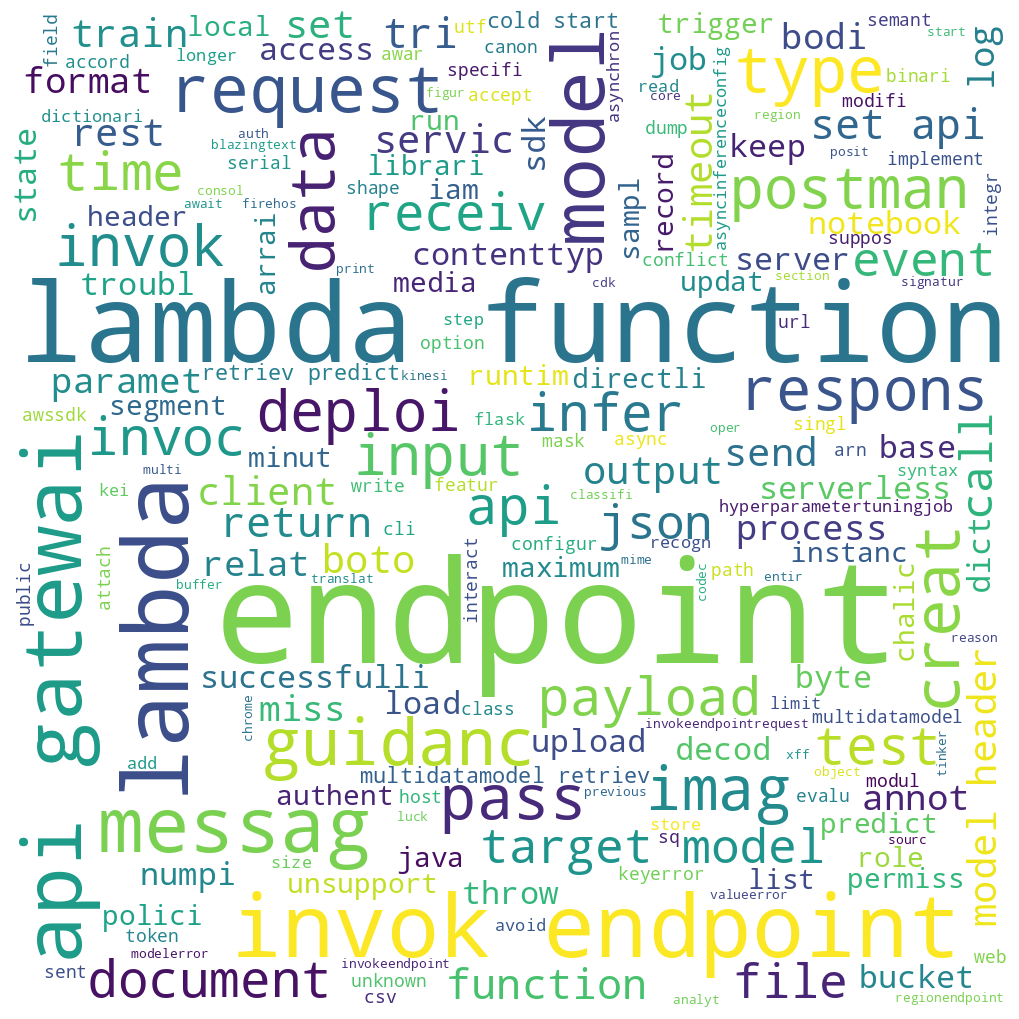 field
train
local
set
tri
utf
cold start
trigger
semant
start
accord
longer
access
awar
canon
job
bodi
log
format
request
specifi
figur
accept
model
asynchron
read
core
type
binari
modifi
dictionari
rest
auth
blazingtext
run
servic
sdk
dump
timeout
region
set api
keep
posit
implement
state
time
serial
data
librari
shape
iam
sampl
record
asyncinferenceconfig
postman
integr
consol
await
firehos
header
receiv
notebook
invok
arrai
contenttyp
conflict
server
suppos
event
troubl
print
media
cdk
updat
section
signatur
lambda function
step
url
option
paramet
retriev predict
kinesi
runtim
directli
respons
awssdk
segment
deploi
flask
infer
singl
call
invoc
mask
async
oper
send
arn
base
api gatewai
multi
minut
input
output
syntax
kei
lambda
client
write
featur
classifi
serverless
dict
return
cli
api
json
hyperparametertuningjob
process
creat
public
attach
relat
boto
configur
recogn
instanc
buffer
translat
interact
maximum
mime
codec
path
entir
chalic
endpoint
reason
successfulli
payload
byte
model header
chrome
miss
load
class
limit
invokeendpointrequest
multidatamodel
guidanc
upload
decod
xff
test
tinker
add
multidatamodel retriev
previous
imag
object
modul
authent
host
pass
evalu
annot
messag
luck
store
predict
size
java
target model
sq
sourc
role
numpi
unsupport
throw
keyerror
list
permiss
polici
valueerror
token
invok endpoint
avoid
modelerror
sent
invokeendpoint
web
document
unknown
csv
function
file
bucket
analyt
regionendpoint